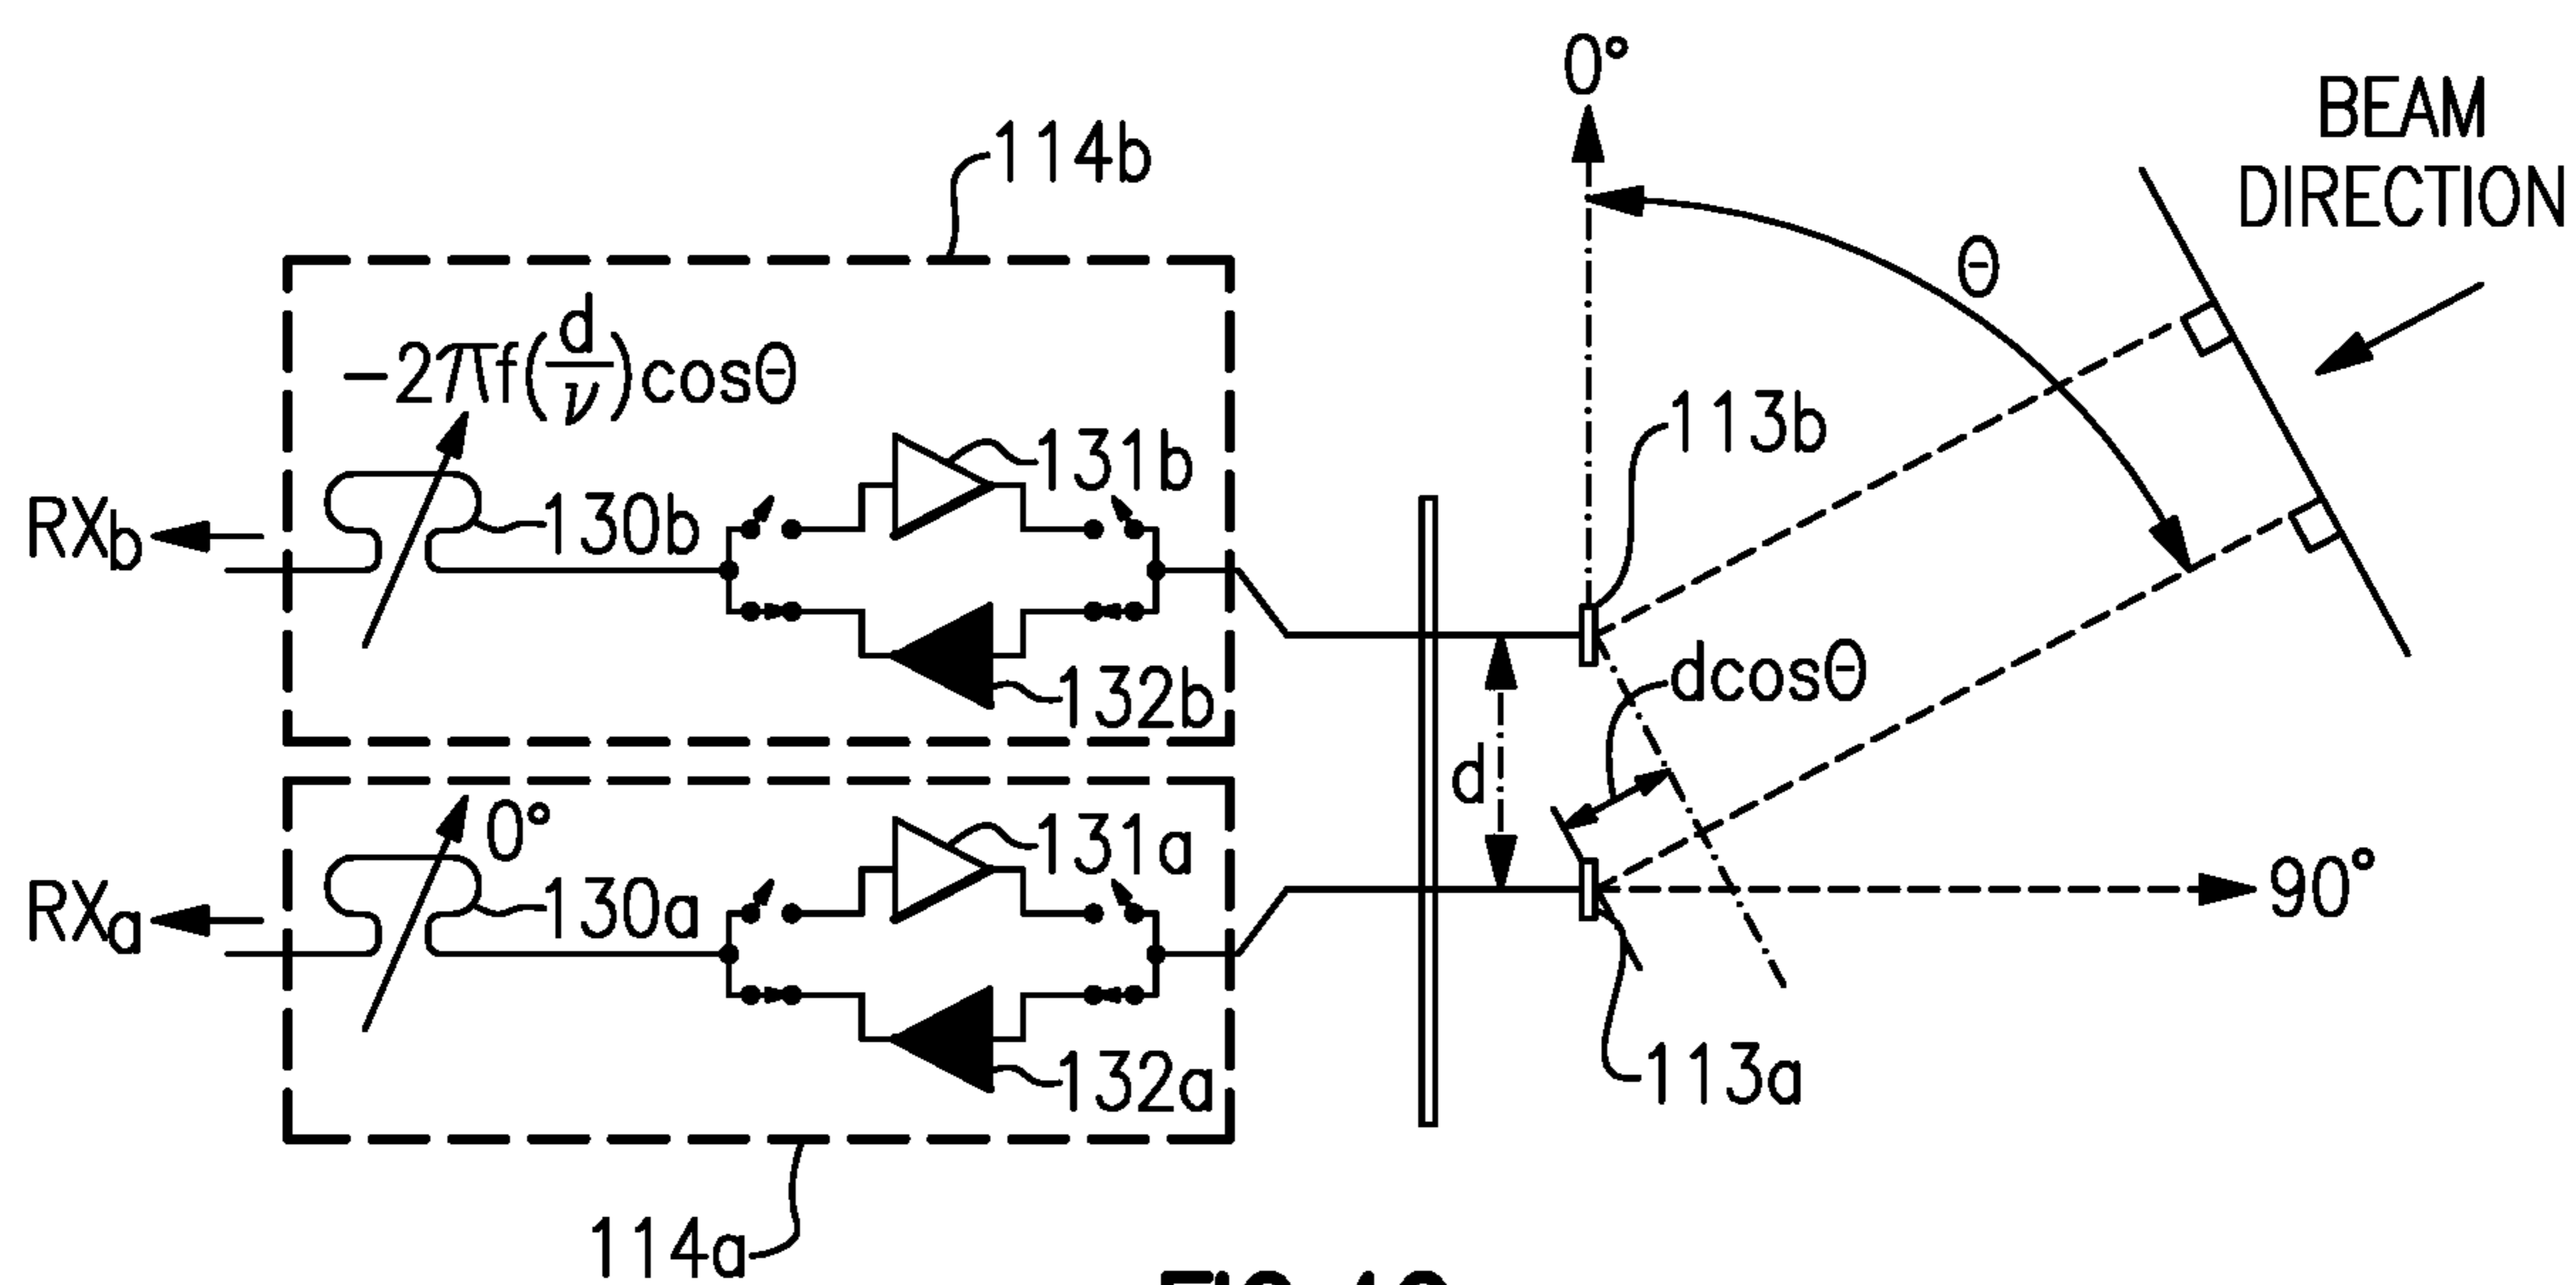 0°
BEAM
DIRECTION
114b
θ
−2πf(d/ν)cosθ
113b
131b
RXb
130b
dcosθ
132b
d
0°
131a
RXa
130a
90°
132a
113a
114a